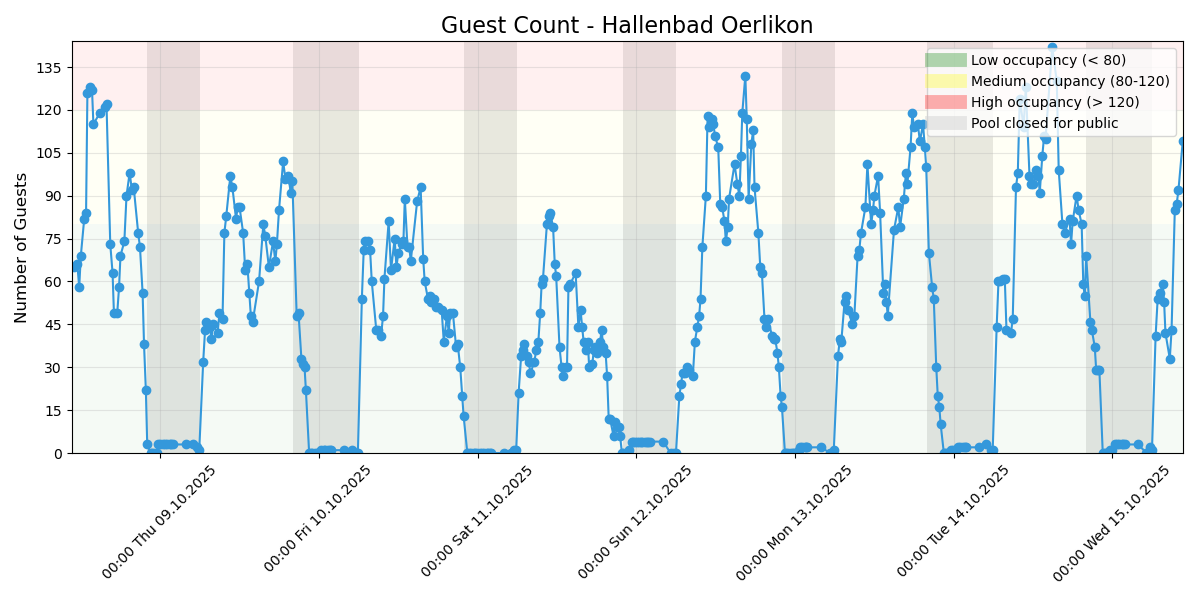 Guest Count - Hallenbad Oerlikon
Number of Guests
135
120
105
90
75
60
45
30
15
0
Low occupancy (< 80)
Medium occupancy (80-120)
High occupancy (> 120)
Pool closed for public
00:00 Thu 09.10.2025
00:00 Fri 10.10.2025
00:00 Sat 11.10.2025
00:00 Sun 12.10.2025
00:00 Mon 13.10.2025
00:00 Tue 14.10.2025
00:00 Wed 15.10.2025